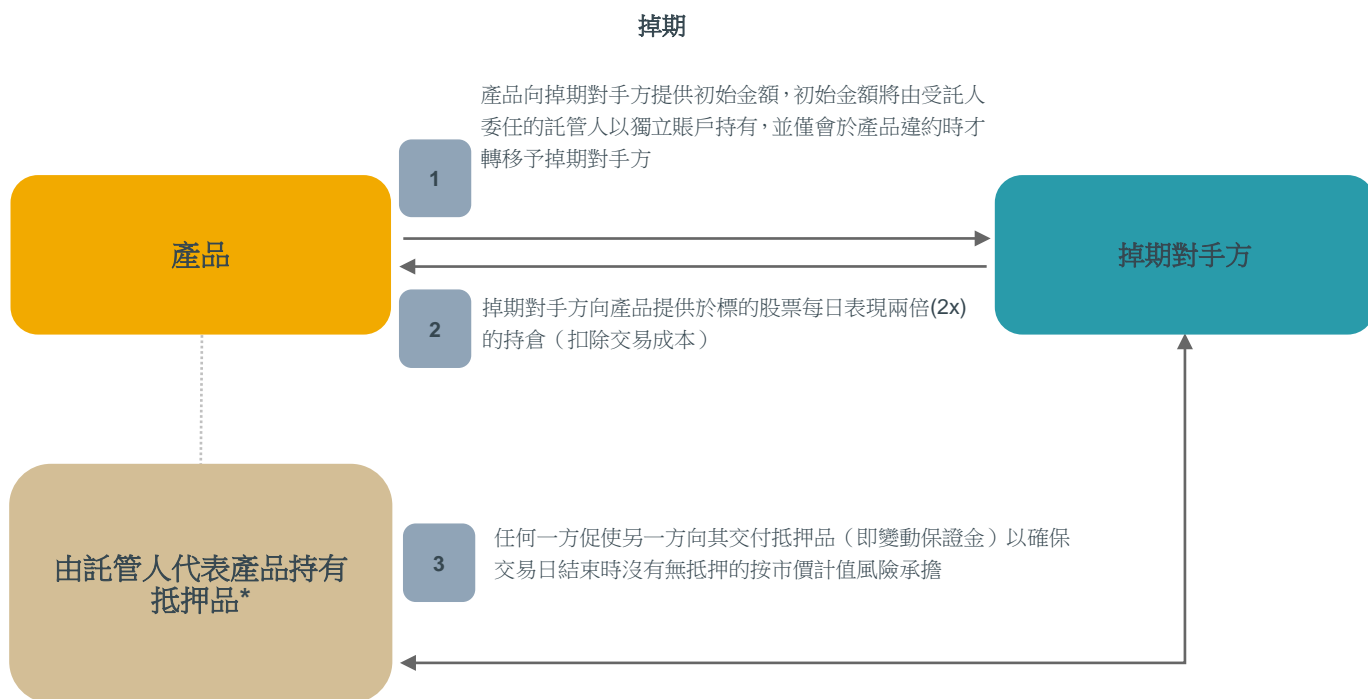 掉期
產品向掉期對手方提供初始金額，初始金額將由受託人
委任的託管人以獨立賬戶持有，並僅會於產品違約時才
轉移予掉期對手方
1
產品
掉期對手方
2
掉期對手方向產品提供於標的股票每日表現兩倍(2x)
的持倉（扣除交易成本）
由託管人代表產品持有
抵押品*
3
任何一方促使另一方向其交付抵押品（即變動保證金）以確保
交易日結束時沒有無抵押的按市價計值風險承擔